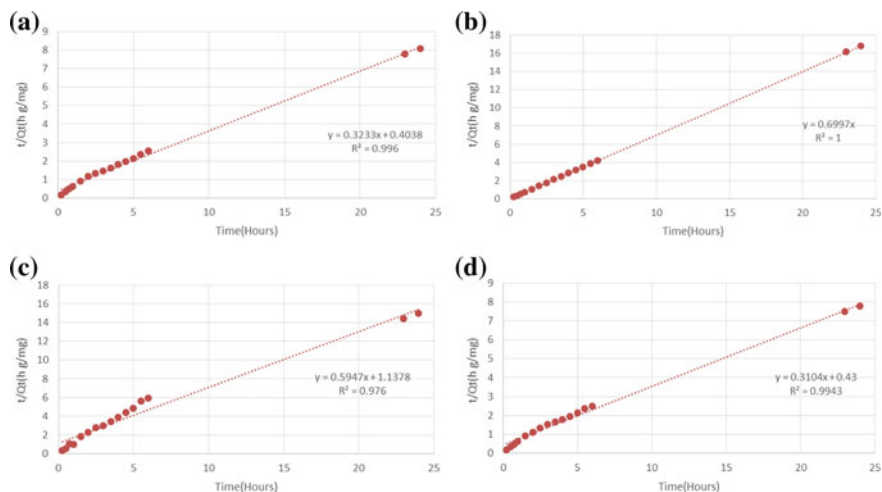 (a)
9
8
7
6
5
4
3
2
1
0
t/Qt(h g/mg)
y = 0.3233x + 0.4038
R² = 0.996
0 5 10 15 20 25
Time(Hours)
(b)
18
16
14
12
10
8
6
4
2
0
t/Qt(h g/mg)
y = 0.6997x
R² = 1
0 5 10 15 20 25
Time(Hours)
(c)
18
16
14
12
10
8
6
4
2
0
t/Qt(h g/mg)
y = 0.5947x + 1.1378
R² = 0.976
0 5 10 15 20 25
Time(Hours)
(d)
9
8
7
6
5
4
3
2
1
0
t/Qt(h g/mg)
y = 0.3104x + 0.43
R² = 0.9943
0 5 10 15 20 25
Time(Hours)